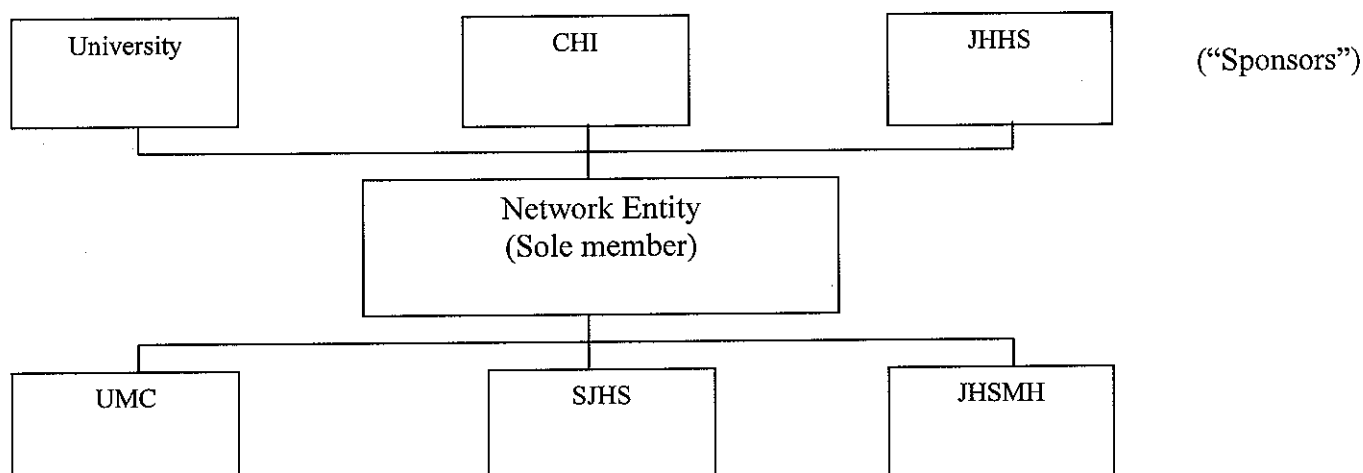 University
CHI
JHHS
(“Sponsors”)
Network Entity
(Sole member)
UMC
SJHS
JHSMH